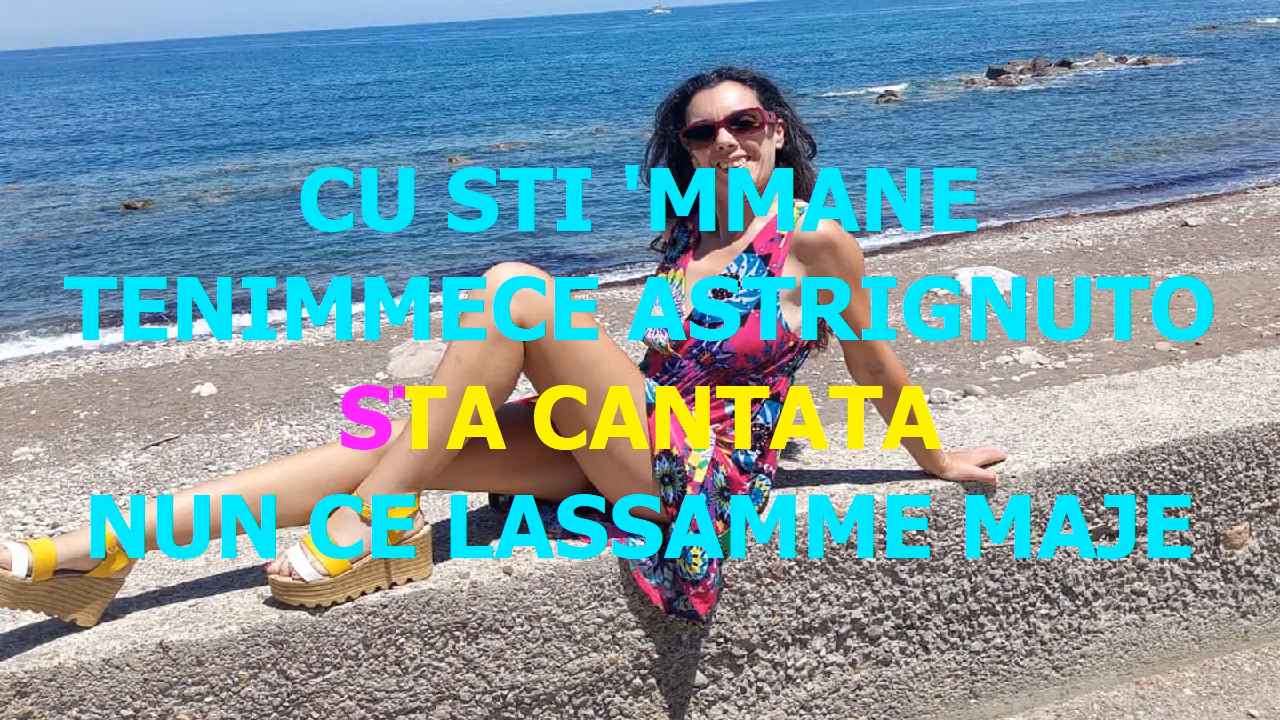 CU STI 'MMANE
TENIMMECE ASTRIGNUTO
STA CANTATA
NUN CE LASSAMME MAJE